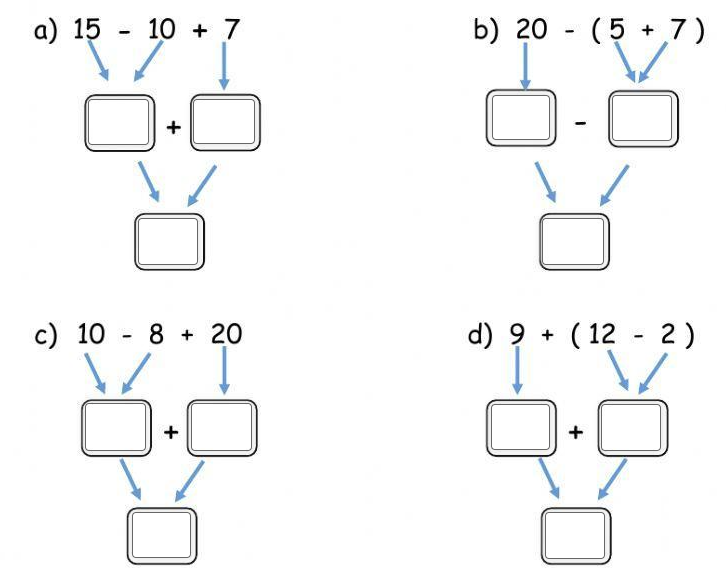 a) 15 - 10 + 7
b) 20 - ( 5 + 7 )
+
-
c) 10 - 8 + 20
d) 9 + ( 12 - 2 )
+
+